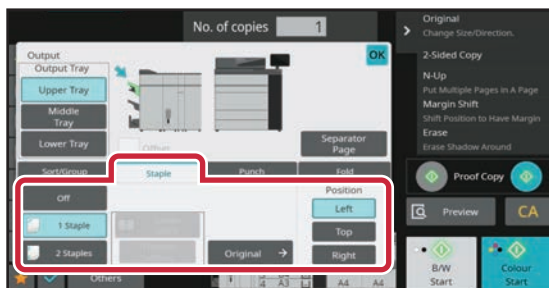 No. of copies 1
Output
OK
Output Tray
Upper Tray
Middle
Tray
Lower Tray
Offset
Separator
Page
Sort/Group
Staple
Punch
Fold
Off
1 Staple
2 Staples
Original
Position
Left
Top
Right
Others
A3
A4
A4
Original
Change Size/Direction.
2-Sided Copy
N-Up
Put Multiple Pages in A Page
Margin Shift
Shift Position to Have Margin
Erase
Erase Shadow Around
Proof Copy
Preview
CA
B/W
Start
Colour
Start